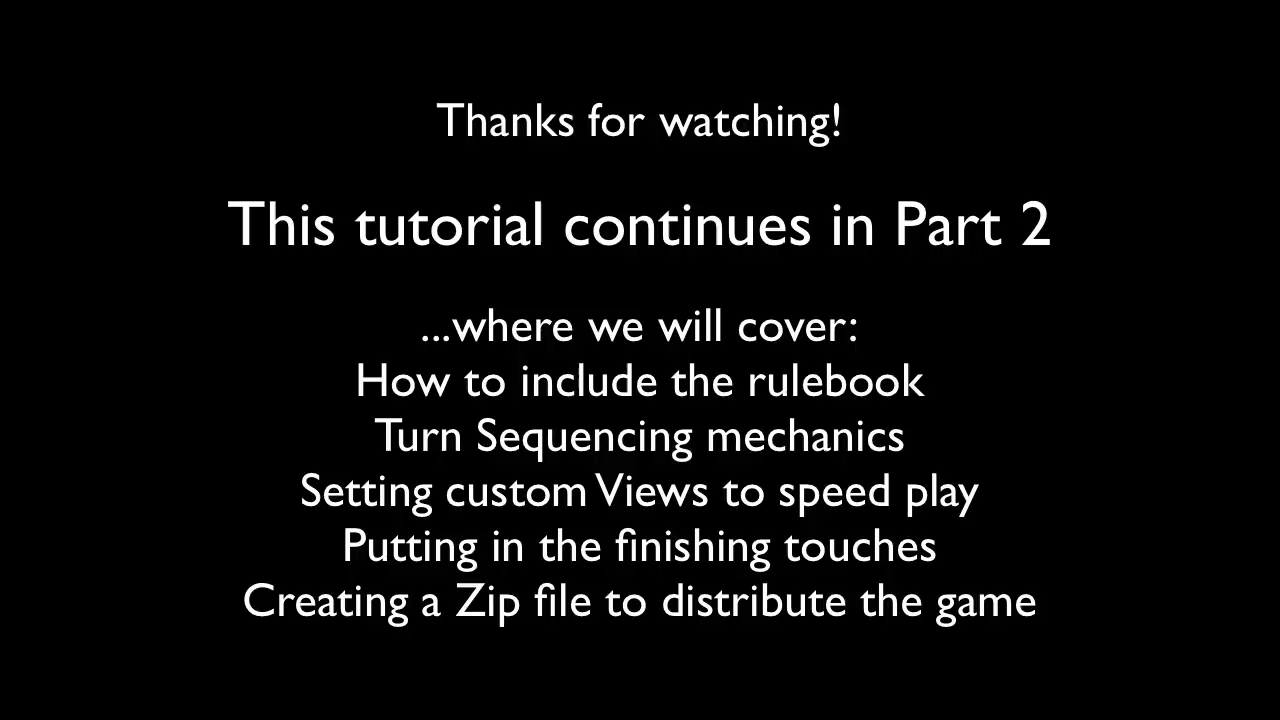 Thanks for watching!
This tutorial continues in Part 2
...where we will cover:
How to include the rulebook
Turn Sequencing mechanics
Setting custom Views to speed play
Putting in the finishing touches
Creating a Zip file to distribute the game